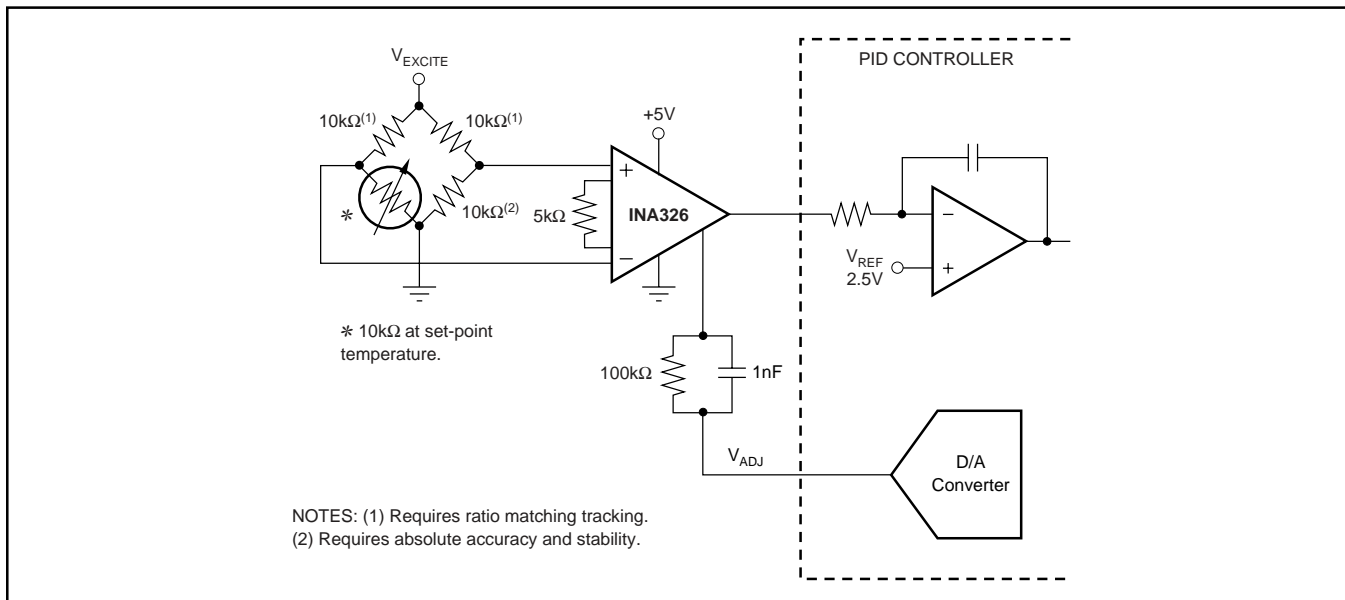 PID CONTROLLER
V_EXCITE
10kΩ(1)
10kΩ(1)
+5V
+
5kΩ
INA326
−
*
10kΩ(2)
−
V_REF
2.5V
+
* 10kΩ at set-point
temperature.
100kΩ
1nF
V_ADJ
D/A
Converter
NOTES: (1) Requires ratio matching tracking.
(2) Requires absolute accuracy and stability.